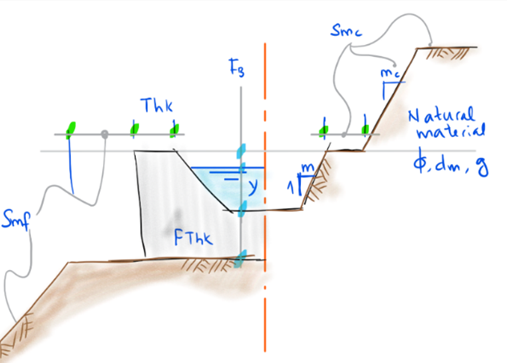 Smc
mc
FB
Thk
Natural
material
ϕ, dm, g
m
1
y
Smf
FThk